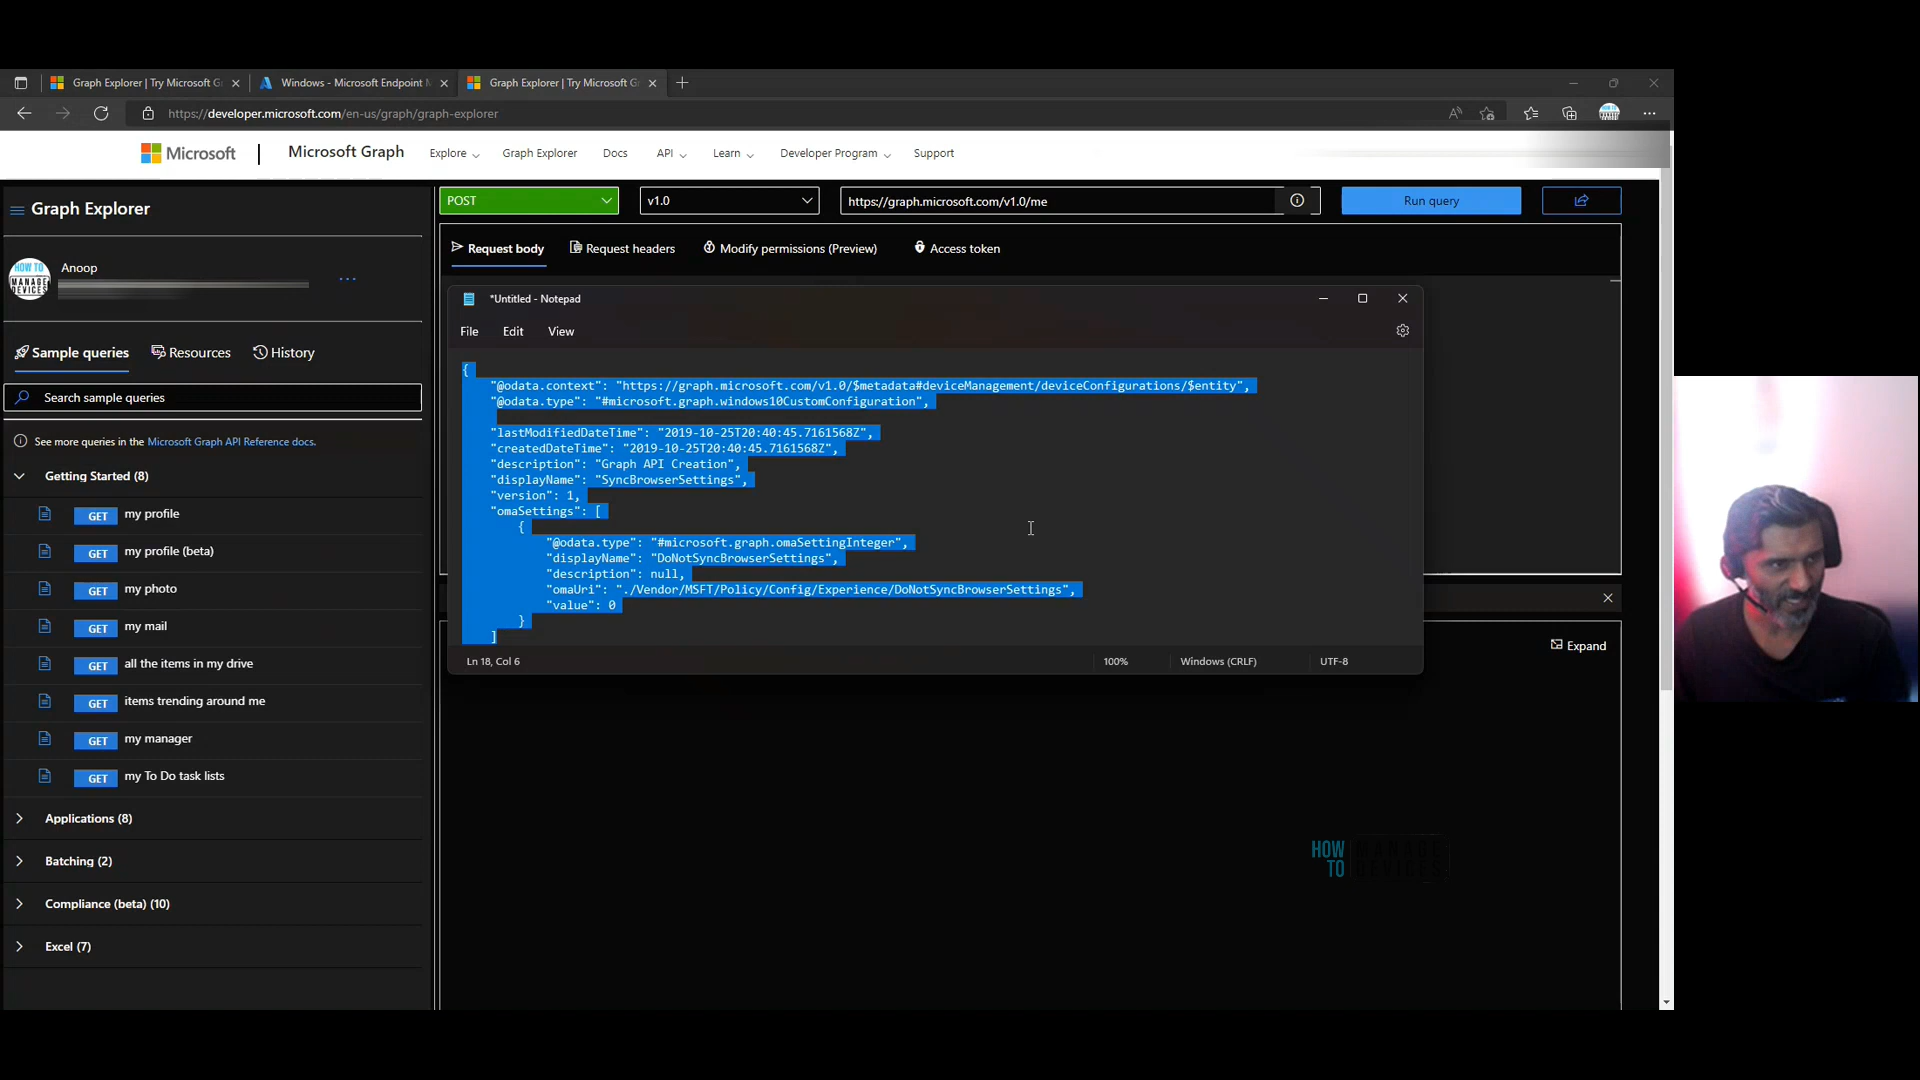 Graph Explorer | Try Microsoft G
Windows - Microsoft Endpoint M
Graph Explorer | Try Microsoft G
https://developer.microsoft.com/en-us/graph/graph-explorer
Microsoft
Microsoft Graph
Explore
Graph Explorer
Docs
API
Learn
Developer Program
Support
Graph Explorer
POST
v1.0
https://graph.microsoft.com/v1.0/me
Run query
HOW TO
MANAGE
DEVICES
Anoop
Request body
Request headers
Modify permissions (Preview)
Access token
*Untitled - Notepad
File
Edit
View
{
"@odata.context": "https://graph.microsoft.com/v1.0/$metadata#deviceManagement/deviceConfigurations/$entity",
"@odata.type": "#microsoft.graph.windows10CustomConfiguration",
"lastModifiedDateTime": "2019-10-25T20:40:45.7161568Z",
"createdDateTime": "2019-10-25T20:40:45.7161568Z",
"description": "Graph API Creation",
"displayName": "SyncBrowserSettings",
"version": 1,
"omaSettings": [
{
"@odata.type": "#microsoft.graph.omaSettingInteger",
"displayName": "DoNotSyncBrowserSettings",
"description": null,
"omaUri": "./Vendor/MSFT/Policy/Config/Experience/DoNotSyncBrowserSettings",
"value": 0
}
]
Ln 18, Col 6
100%
Windows (CRLF)
UTF-8
Expand
Sample queries
Resources
History
Search sample queries
See more queries in the Microsoft Graph API Reference docs.
Getting Started (8)
GET my profile
GET my profile (beta)
GET my photo
GET my mail
GET all the items in my drive
GET items trending around me
GET my manager
GET my To Do task lists
Applications (8)
Batching (2)
Compliance (beta) (10)
Excel (7)
HOW
TO
MANAGE
DEVICES